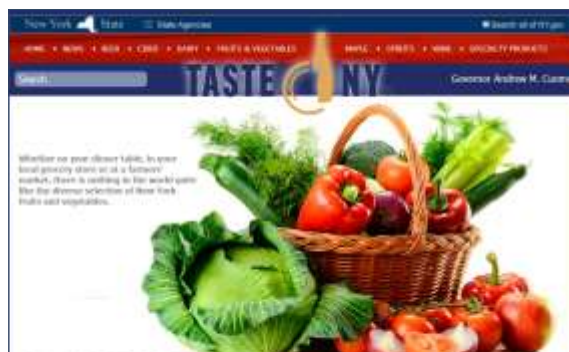 New York State State Agencies Search all of NY.gov
HOME • NEWS • BEER • CIDER • DAIRY • FRUITS & VEGETABLES MAPLE • SPIRITS • WINE • SPECIALTY PRODUCTS
Search... TASTE NY Governor Andrew M. Cuomo
Whether on your dinner table, in your
local grocery store or at a farmers'
market, there is nothing in the world quite
like the diverse selection of New York
fruits and vegetables.